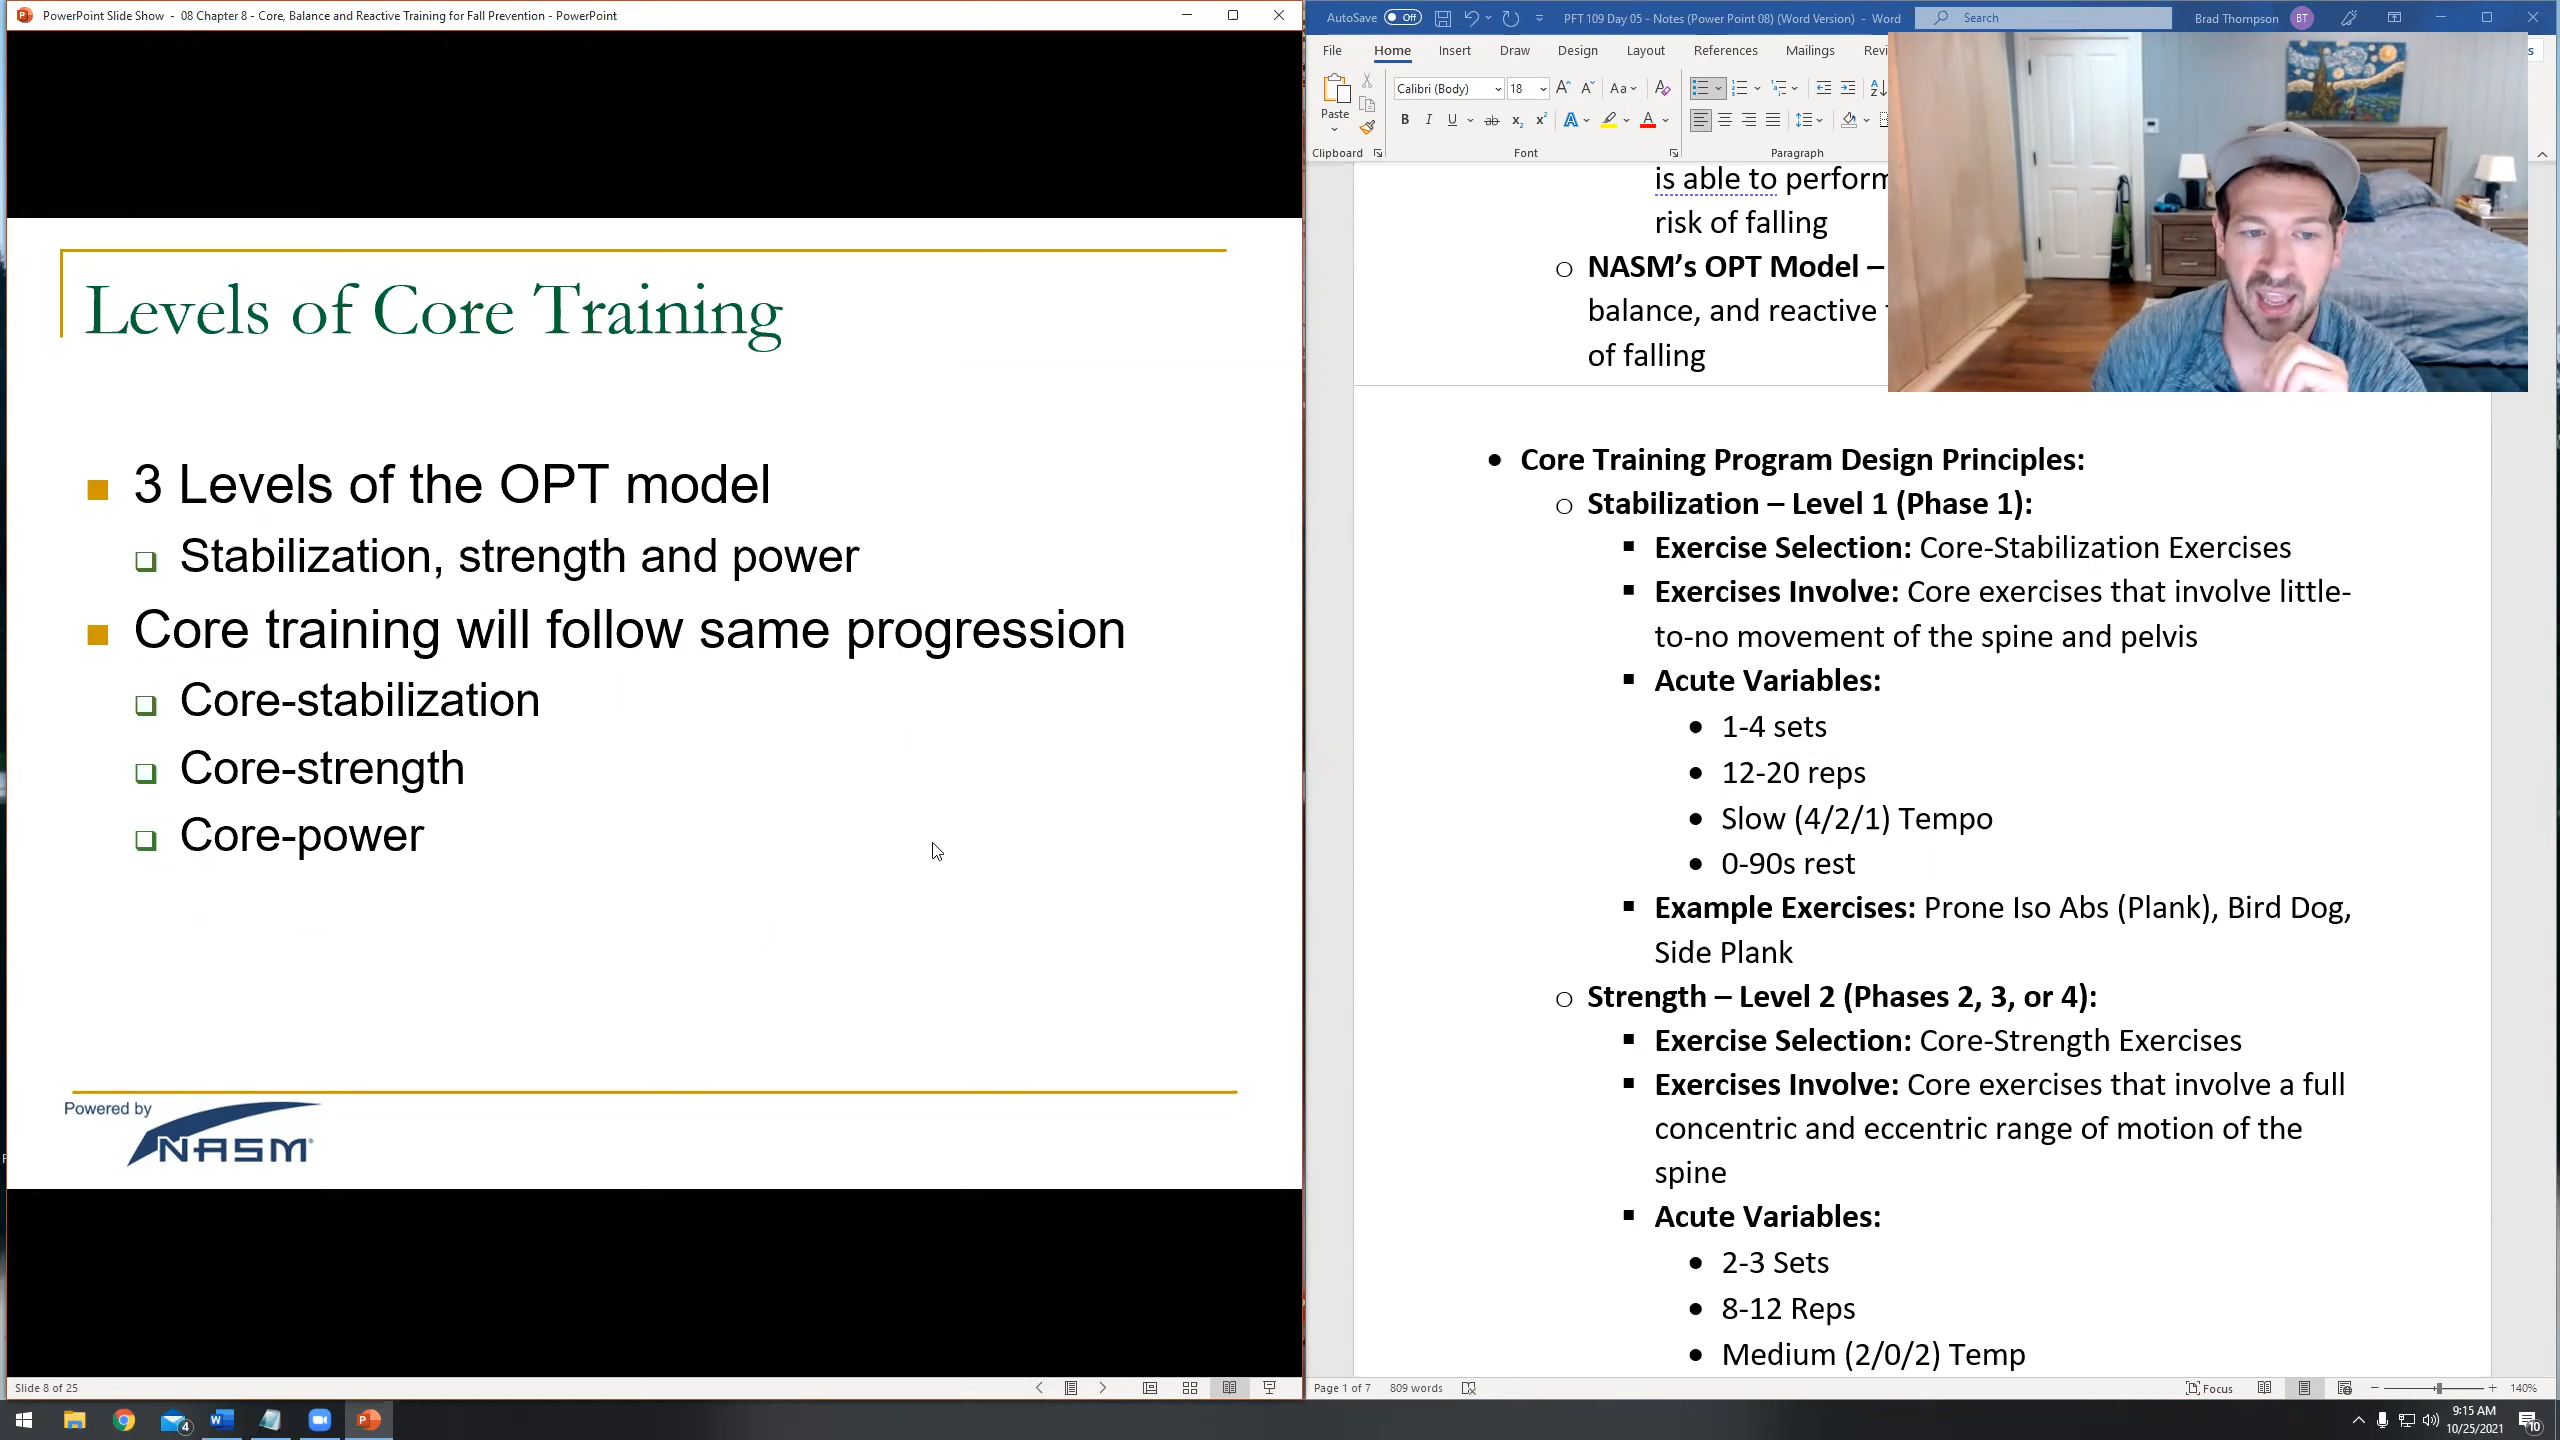 PowerPoint Slide Show - 08 Chapter 8 - Core, Balance and Reactive Training for Fall Prevention - PowerPoint
Levels of Core Training
3 Levels of the OPT model
Stabilization, strength and power
Core training will follow same progression
Core-stabilization
Core-strength
Core-power
Powered by
NASM
Slide 8 of 25
AutoSave Off
PFT 109 Day 05 - Notes (Power Point 08) (Word Version) - Word
Search
Brad Thompson BT
File Home Insert Draw Design Layout References Mailings
Calibri (Body) 18
Paste
Clipboard Font Paragraph
is able to perform
risk of falling
NASM’s OPT Model –
balance, and reactive
of falling
Core Training Program Design Principles:
Stabilization – Level 1 (Phase 1):
Exercise Selection: Core-Stabilization Exercises
Exercises Involve: Core exercises that involve little-
to-no movement of the spine and pelvis
Acute Variables:
1-4 sets
12-20 reps
Slow (4/2/1) Tempo
0-90s rest
Example Exercises: Prone Iso Abs (Plank), Bird Dog,
Side Plank
Strength – Level 2 (Phases 2, 3, or 4):
Exercise Selection: Core-Strength Exercises
Exercises Involve: Core exercises that involve a full
concentric and eccentric range of motion of the
spine
Acute Variables:
2-3 Sets
8-12 Reps
Medium (2/0/2) Temp
Page 1 of 7 809 words
Focus
140%
9:15 AM
10/25/2021